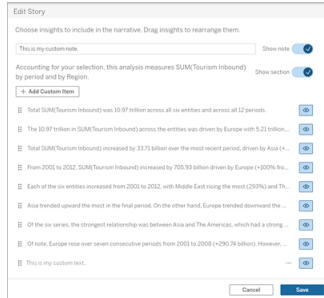 Edit Story
Choose insights to include in the narrative. Drag insights to rearrange them.
This is my custom note.
Show note
Accounting for your selection, this analysis measures SUM(Tourism Inbound)
by period and by Region.
Show section
+ Add Custom Item
Total SUM(Tourism Inbound) was 10.97 trillion across all six entities and across all 12 periods.
The 10.97 trillion in SUM(Tourism Inbound) across the entities was driven by Europe with 5.21 trillion,...
Total SUM(Tourism Inbound) increased by 33.71 billion over the most recent period, driven by Asia (+...
From 2001 to 2012, SUM(Tourism Inbound) increased by 705.93 billion driven by Europe (+100% fro...
Each of the six entities increased from 2001 to 2012, with Middle East rising the most (293%) and Th...
Asia trended upward the most in the final period. On the other hand, Europe trended downward the ...
Of the six series, the strongest relationship was between Asia and The Americas, which had a strong ...
Of note, Europe rose over seven consecutive periods from 2001 to 2008 (+290.74 billion). However, ...
This is my custom text.
Cancel
Save